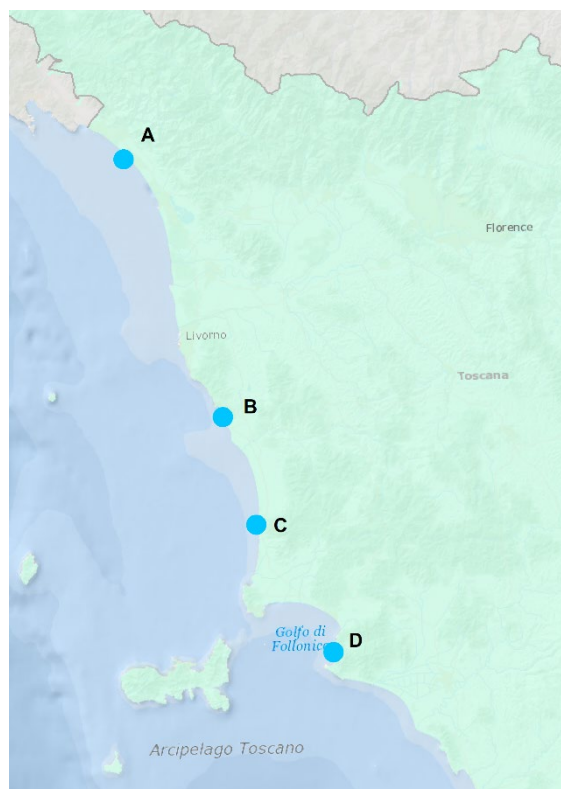 A
Florence
Livorno
Toscana
B
C
Golfo di
Follonica
D
Arcipelago Toscano